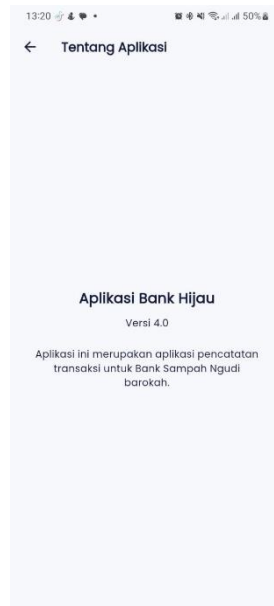 13:20 50%
Tentang Aplikasi
Aplikasi Bank Hijau
Versi 4.0
Aplikasi ini merupakan aplikasi pencatatan
transaksi untuk Bank Sampah Ngudi
barokah.